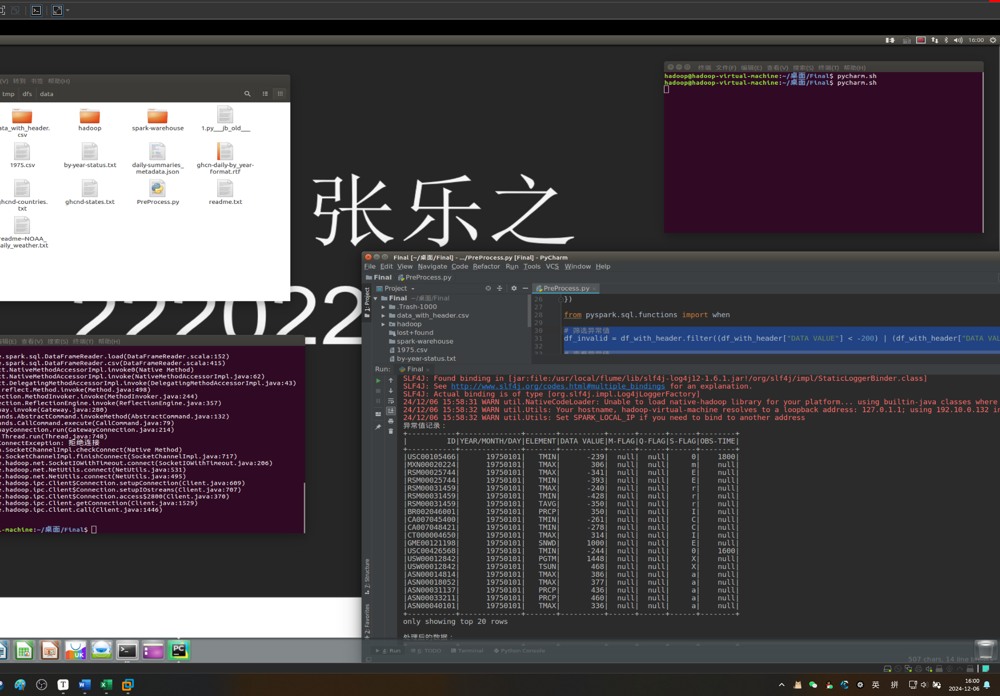 16:00
(V) 转到 书签 帮助(H)
tmp dfs data
ata_with_header.
csv
hadoop
spark-warehouse
1.py___jb_old___
1975.csv
by-year-status.txt
daily-summaries_
metadata.json
ghcn-daily-by_year-
format.rtf
hcnd-countries.
txt
ghcnd-states.txt
PreProcess.py
readme.txt
readme--NOAA_
aily_weather.txt
张乐之
222022
终端 文件(F) 编辑(E) 查看(V) 搜索(S) 终端(T) 帮助(H)
hadoop@hadoop-virtual-machine:~/桌面/Final$ pycharm.sh
hadoop@hadoop-virtual-machine:~/桌面/Final$ pycharm.sh
编辑(E) 查看(V) 搜索(S) 终端(T) 帮助(H)
e.spark.sql.DataFrameReader.load(DataFrameReader.scala:152)
e.spark.sql.DataFrameReader.csv(DataFrameReader.scala:415)
ct.NativeMethodAccessorImpl.invoke0(Native Method)
ct.NativeMethodAccessorImpl.invoke(NativeMethodAccessorImpl.java:62)
ct.DelegatingMethodAccessorImpl.invoke(DelegatingMethodAccessorImpl.java:43)
.reflect.Method.invoke(Method.java:498)
ection.MethodInvoker.invoke(MethodInvoker.java:244)
ection.ReflectionEngine.invoke(ReflectionEngine.java:357)
way.invoke(Gateway.java:280)
ands.AbstractCommand.invokeMethod(AbstractCommand.java:132)
ands.CallCommand.execute(CallCommand.java:79)
wayConnection.run(GatewayConnection.java:214)
.Thread.run(Thread.java:748)
ConnectException: 拒绝连接
n.SocketChannelImpl.checkConnect(Native Method)
n.SocketChannelImpl.finishConnect(SocketChannelImpl.java:717)
e.hadoop.net.SocketIOWithTimeout.connect(SocketIOWithTimeout.java:206)
e.hadoop.net.NetUtils.connect(NetUtils.java:531)
e.hadoop.net.NetUtils.connect(NetUtils.java:495)
e.hadoop.ipc.Client$Connection.setupConnection(Client.java:609)
e.hadoop.ipc.Client$Connection.setupIOstreams(Client.java:707)
e.hadoop.ipc.Client$Connection.access$2800(Client.java:370)
e.hadoop.ipc.Client.getConnection(Client.java:1529)
e.hadoop.ipc.Client.call(Client.java:1446)
-machine:~/桌面/Final$
Final [~/桌面/Final] - .../PreProcess.py [Final] - PyCharm
File Edit View Navigate Code Refactor Run Tools VCS Window Help
Final PreProcess.py
1: Project
Project
PreProcess.py
Final ~/桌面/Final
.Trash-1000
data_with_header.csv
hadoop
lost+found
spark-warehouse
1975.csv
by-year-status.txt
26 })
27
28 from pyspark.sql.functions import when
29
30 # 筛选异常值
31 df_invalid = df_with_header.filter((df_with_header["DATA VALUE"] < -200) | (df_with_header["DATA VAL
32
33 # 查看异常值
Run: Final
SLF4J: Found binding in [jar:file:/usr/local/flume/lib/slf4j-log4j12-1.6.1.jar!/org/slf4j/impl/StaticLoggerBinder.class]
SLF4J: See http://www.slf4j.org/codes.html#multiple_bindings for an explanation.
SLF4J: Actual binding is of type [org.slf4j.impl.Log4jLoggerFactory]
24/12/06 15:58:31 WARN util.NativeCodeLoader: Unable to load native-hadoop library for your platform... using builtin-java classes where
24/12/06 15:58:32 WARN util.Utils: Your hostname, hadoop-virtual-machine resolves to a loopback address: 127.0.1.1; using 192.10.0.132 in
24/12/06 15:58:32 WARN util.Utils: Set SPARK_LOCAL_IP if you need to bind to another address
异常值记录：
+-----------+--------------+-------+----------+------+------+------+--------+
|         ID|YEAR/MONTH/DAY|ELEMENT|DATA VALUE|M-FLAG|Q-FLAG|S-FLAG|OBS-TIME|
+-----------+--------------+-------+----------+------+------+------+--------+
|USC00105466|      19750101|   TMIN|      -239|  null|  null|     0|    1800|
|MXN00020224|      19750101|   TMAX|       306|  null|  null|     m|    null|
|RSM00025744|      19750101|   TMAX|      -341|  null|  null|     E|    null|
|RSM00025744|      19750101|   TMIN|      -393|  null|  null|     E|    null|
|RSM00031459|      19750101|   TMAX|      -240|  null|  null|     r|    null|
|RSM00031459|      19750101|   TMIN|      -428|  null|  null|     r|    null|
|RSM00031459|      19750101|   TAVG|      -350|  null|  null|     r|    null|
|BR002046001|      19750101|   PRCP|       350|  null|  null|     I|    null|
|CA007045400|      19750101|   TMIN|      -261|  null|  null|     C|    null|
|CA007048421|      19750101|   TMIN|      -278|  null|  null|     C|    null|
|CT000004650|      19750101|   TMAX|       314|  null|  null|     I|    null|
|GME00121198|      19750101|   SNWD|      1000|  null|  null|     E|    null|
|USC00426568|      19750101|   TMIN|      -244|  null|  null|     0|    1600|
|USW00012842|      19750101|   PGTM|      1448|  null|  null|     X|    null|
|USW00012842|      19750101|   TSUN|       468|  null|  null|     X|    null|
|ASN00014814|      19750101|   TMAX|       386|  null|  null|     a|    null|
|ASN00018052|      19750101|   TMAX|       377|  null|  null|     a|    null|
|ASN00031137|      19750101|   PRCP|       436|  null|  null|     a|    null|
|ASN00033211|      19750101|   PRCP|       460|  null|  null|     a|    null|
|ASN00040101|      19750101|   TMAX|       336|  null|  null|     a|    null|
+-----------+--------------+-------+----------+------+------+------+--------+
only showing top 20 rows
处理后的数据：
7: Structure
2: Favorites
4: Run 6: TODO Terminal Python Console
507 chars, 14 line breaks
UK
PC
T
英 拼
16:00
2024-12-06